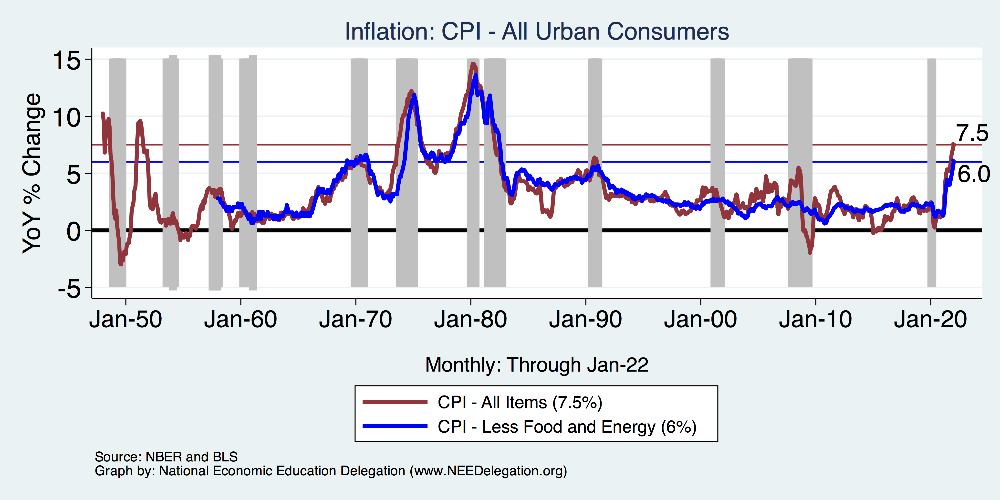 Inflation: CPI - All Urban Consumers
YoY % Change
15
10
5
0
-5
7.5
6.0
Jan-50 Jan-60 Jan-70 Jan-80 Jan-90 Jan-00 Jan-10 Jan-20
Monthly: Through Jan-22
CPI - All Items (7.5%)
CPI - Less Food and Energy (6%)
Source: NBER and BLS
Graph by: National Economic Education Delegation (www.NEEDelegation.org)